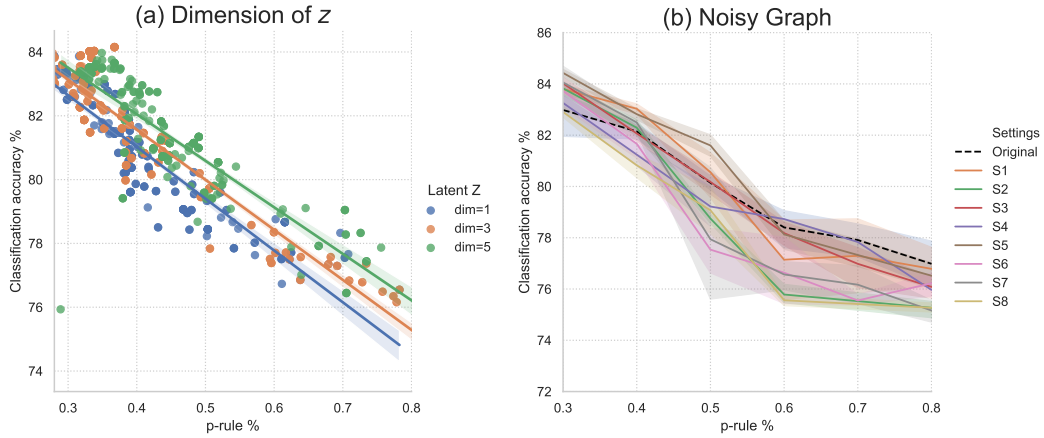 (a) Dimension of z
Classification accuracy %
84
82
80
78
76
74
0.3 0.4 0.5 0.6 0.7 0.8
p-rule %
Latent Z
dim=1
dim=3
dim=5
(b) Noisy Graph
Classification accuracy %
86
84
82
80
78
76
74
72
0.3 0.4 0.5 0.6 0.7 0.8
p-rule %
Settings
Original
S1
S2
S3
S4
S5
S6
S7
S8